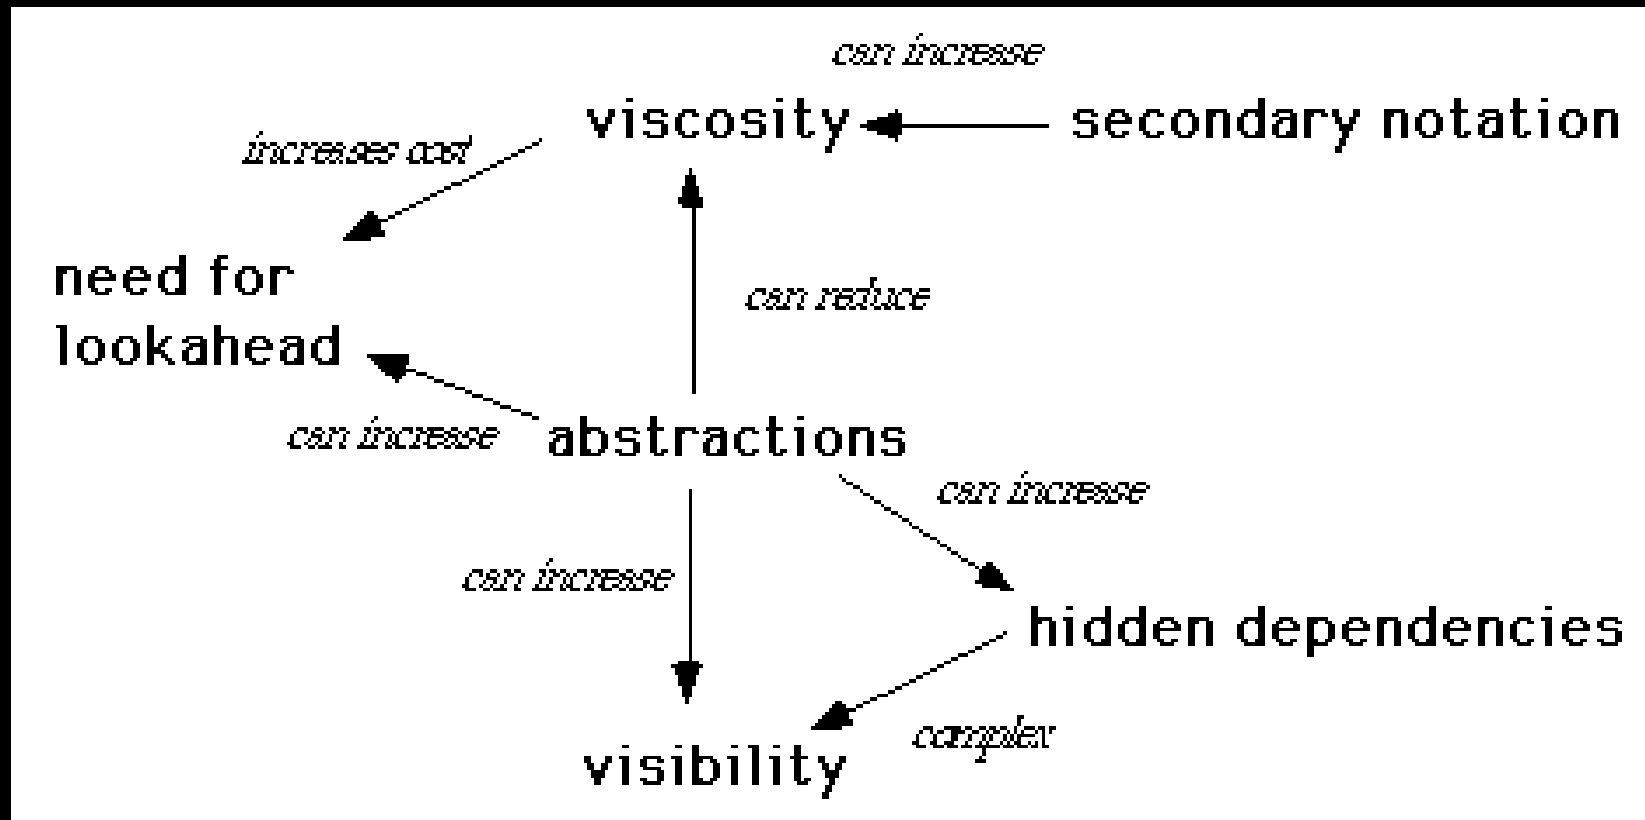 can increase
viscosity
secondary notation
increases cost
need for
lookahead
can reduce
can increase
abstractions
can increase
can increase
hidden dependencies
complex
visibility